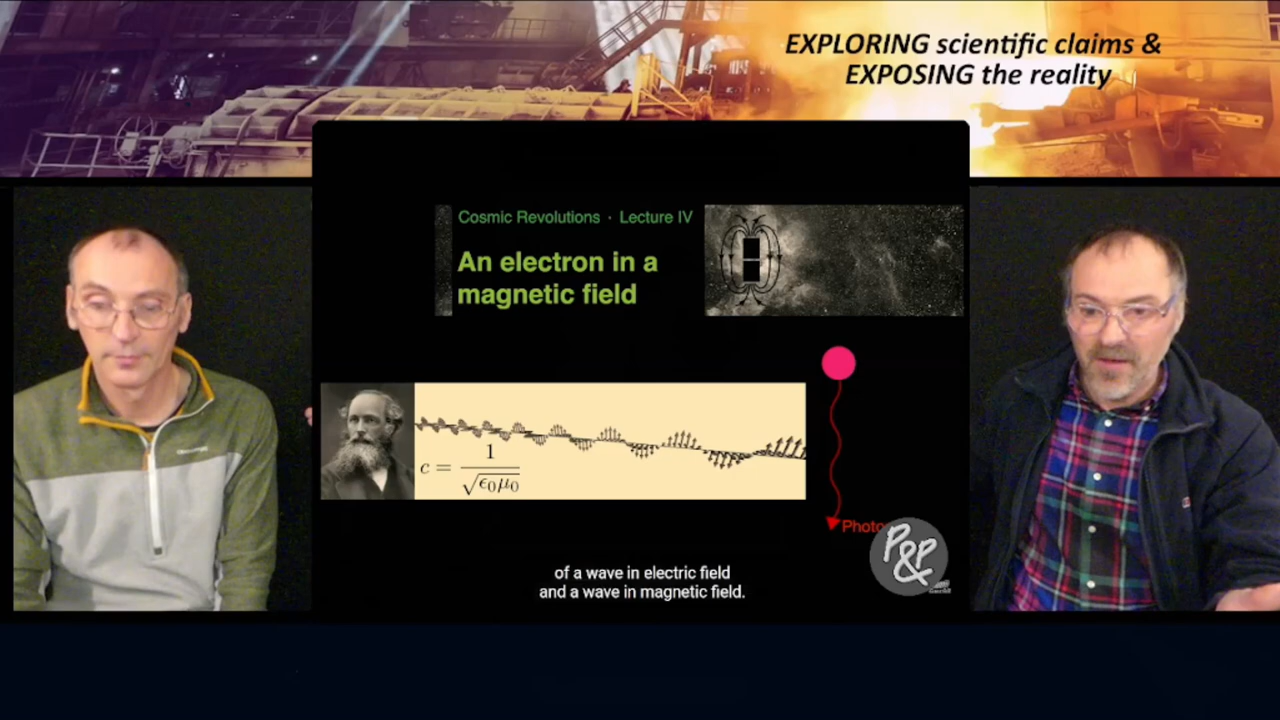 EXPLORING scientific claims &
EXPOSING the reality
Cosmic Revolutions · Lecture IV
An electron in a
magnetic field
c = 1 / √ϵ₀μ₀
Photo
P&P
of a wave in electric field
and a wave in magnetic field.